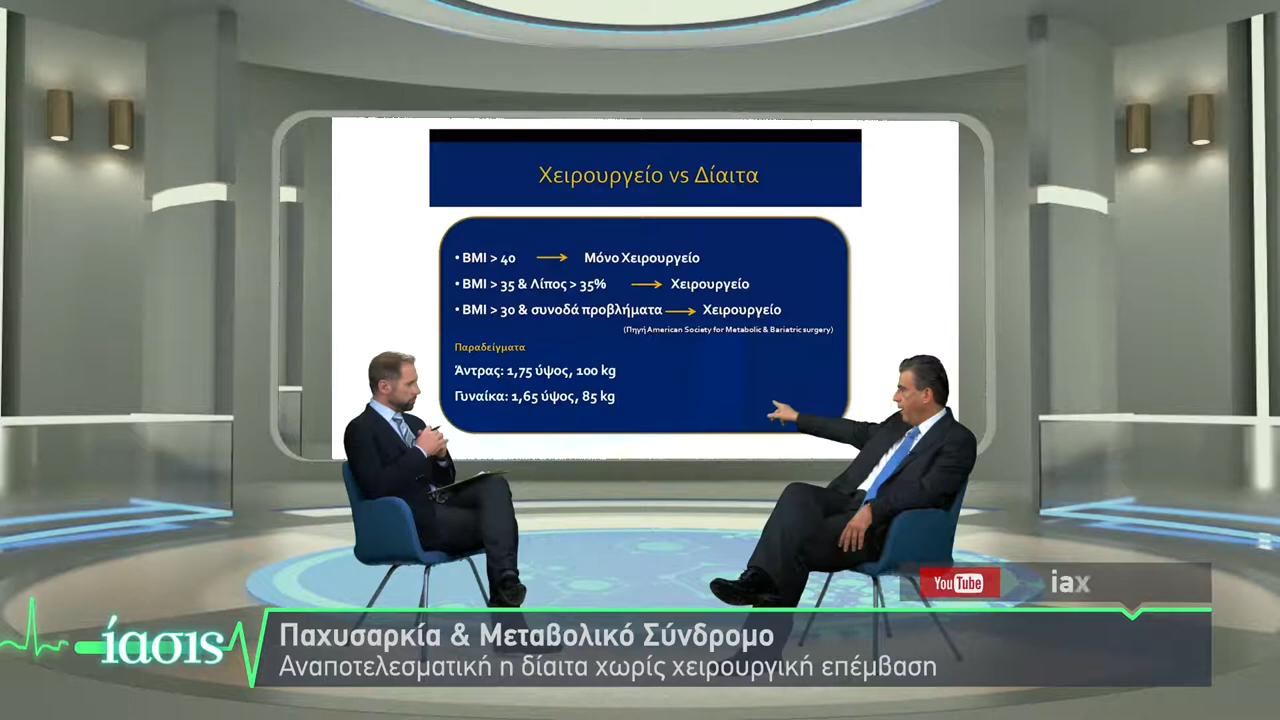 Χειρουργείο vs Δίαιτα
• BMI > 40 → Μόνο Χειρουργείο
• BMI > 35 & Λίπος > 35% → Χειρουργείο
• BMI > 30 & συνοδά προβλήματα → Χειρουργείο
(Πηγή American Society for Metabolic & Bariatric surgery)
Παραδείγματα
Άντρας: 1,75 ύψος, 100 kg
Γυναίκα: 1,65 ύψος, 85 kg
YouTube iax
ίασις
Παχυσαρκία & Μεταβολικό Σύνδρομο
Αναποτελεσματική η δίαιτα χωρίς χειρουργική επέμβαση